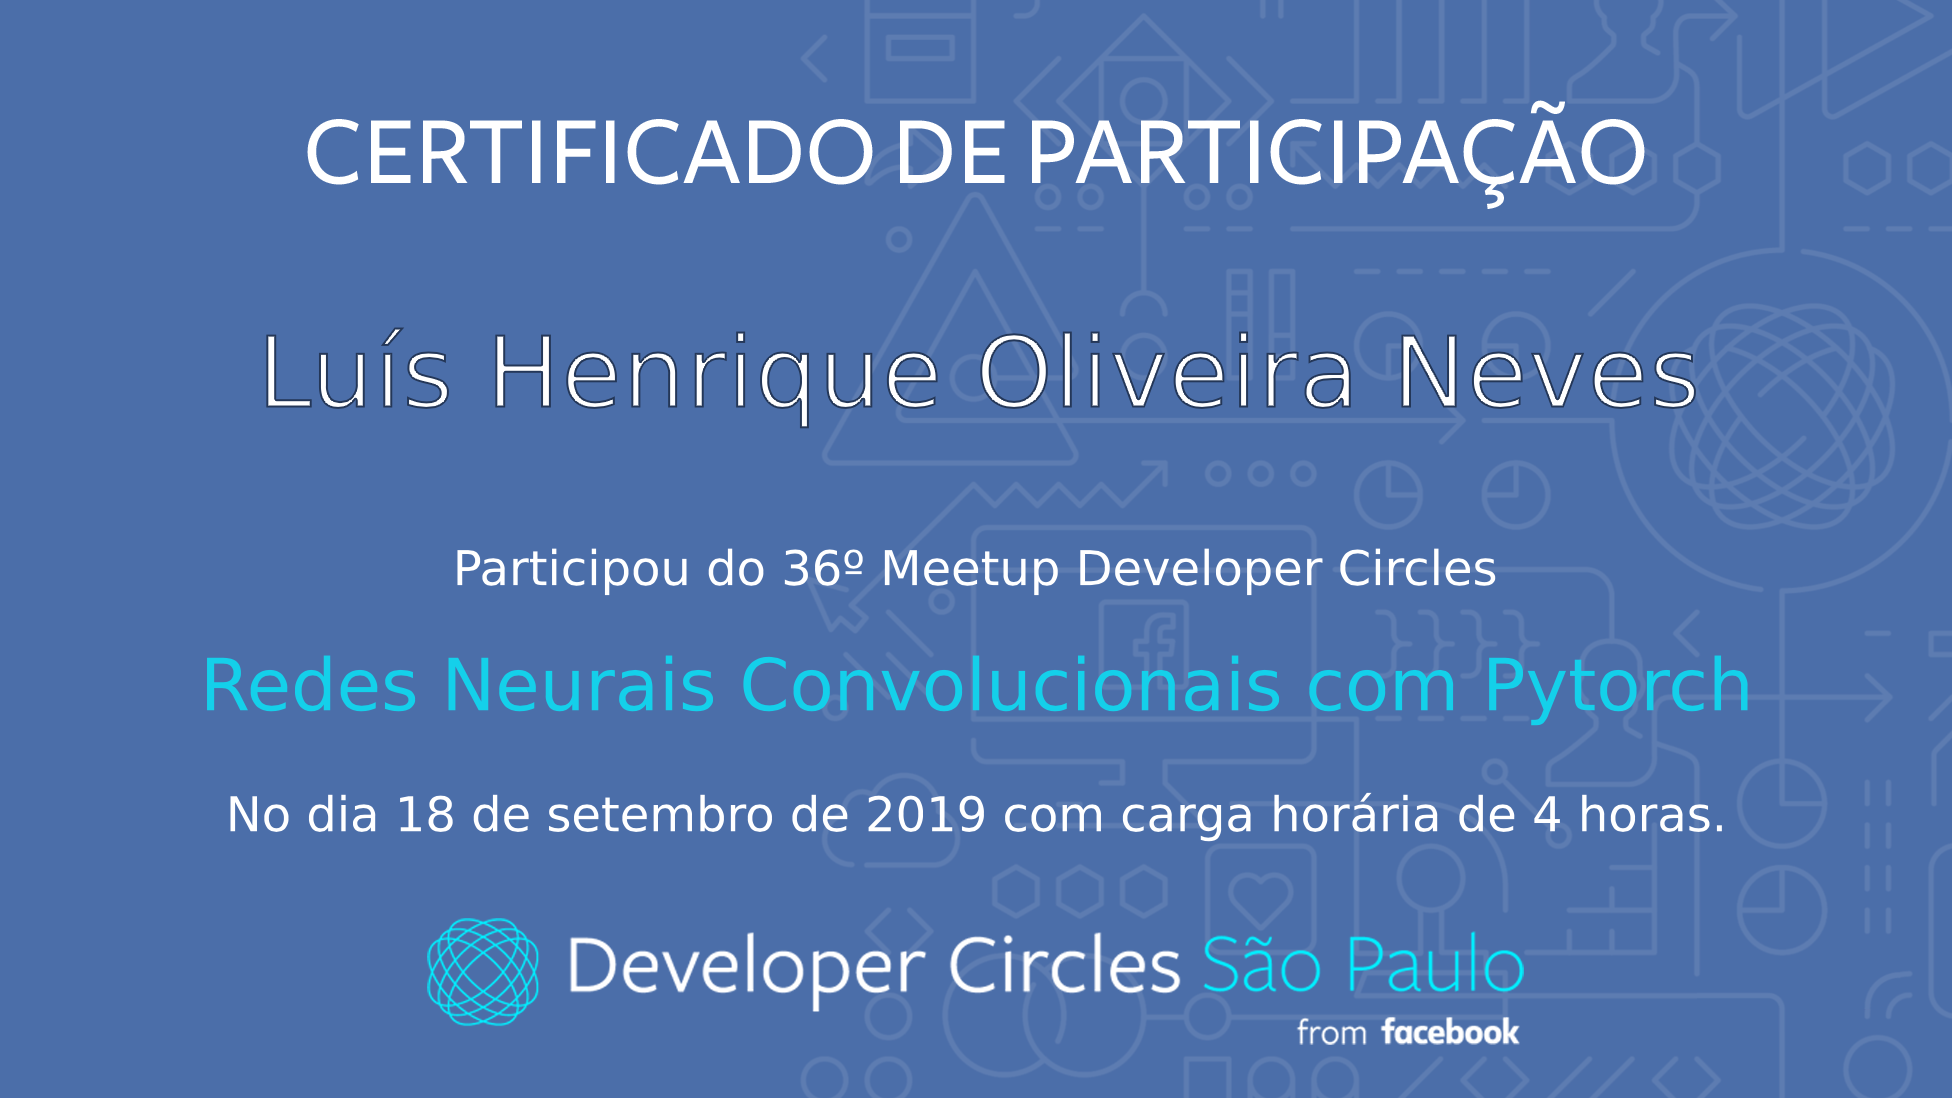 CERTIFICADO DE PARTICIPAÇÃO
Luís Henrique Oliveira Neves
Participou do 36º Meetup Developer Circles
Redes Neurais Convolucionais com Pytorch
No dia 18 de setembro de 2019 com carga horária de 4 horas.
Developer Circles São Paulo
from facebook